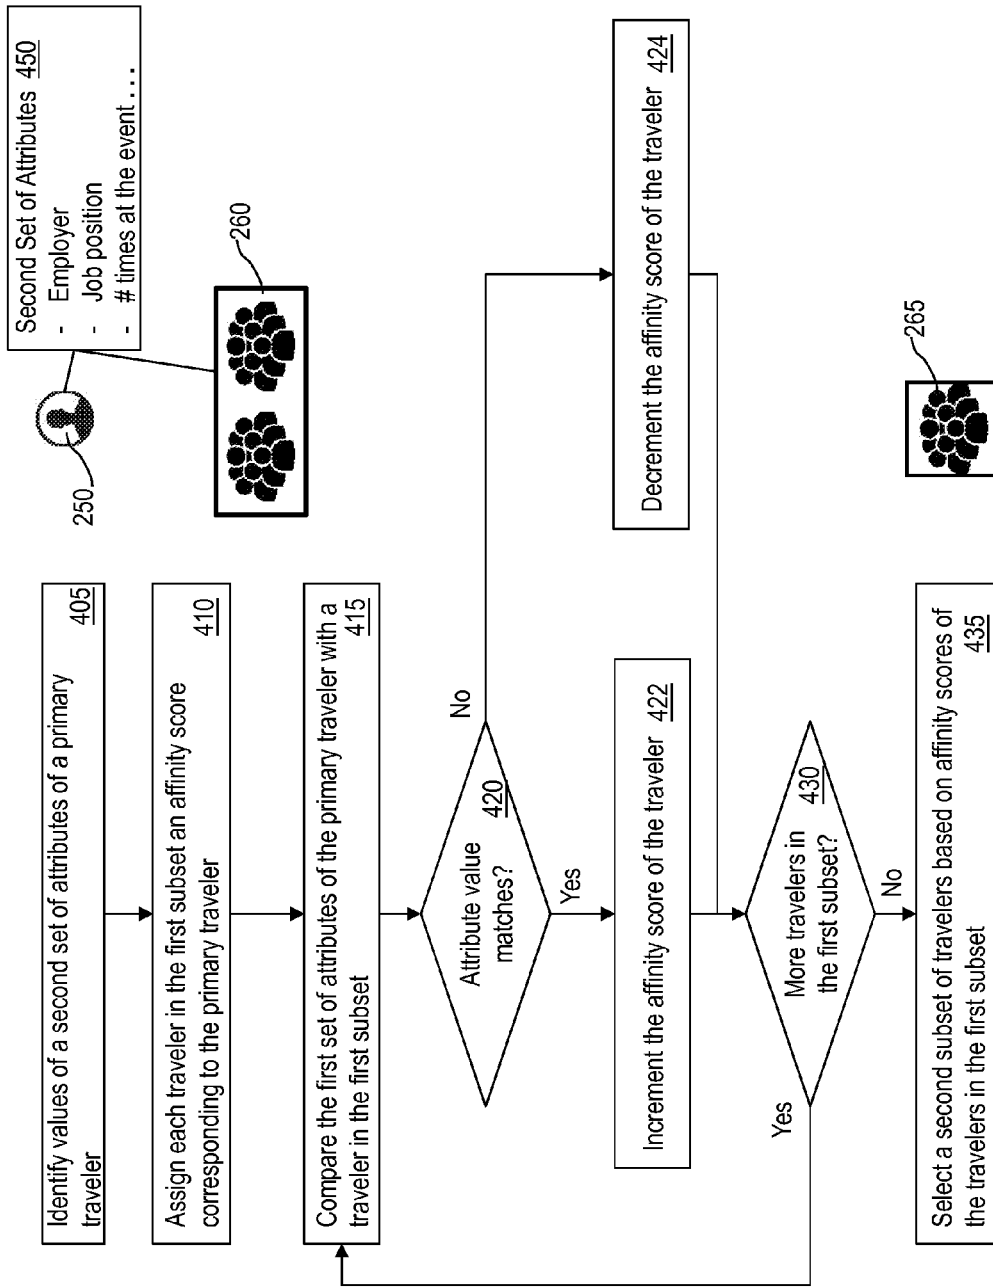 Identify values of a second set of attributes of a primary
traveler 405
Assign each traveler in the first subset an affinity score
corresponding to the primary traveler 410
Compare the first set of attributes of the primary traveler with a
traveler in the first subset 415
Attribute value
matches?
420
No
Yes
Increment the affinity score of the traveler 422
Decrement the affinity score of the traveler 424
More travelers in
the first subset?
430
Yes
No
Select a second subset of travelers based on affinity scores of
the travelers in the first subset 435
250
Second Set of Attributes 450
- Employer
- Job position
- # times at the event . . .
260
265